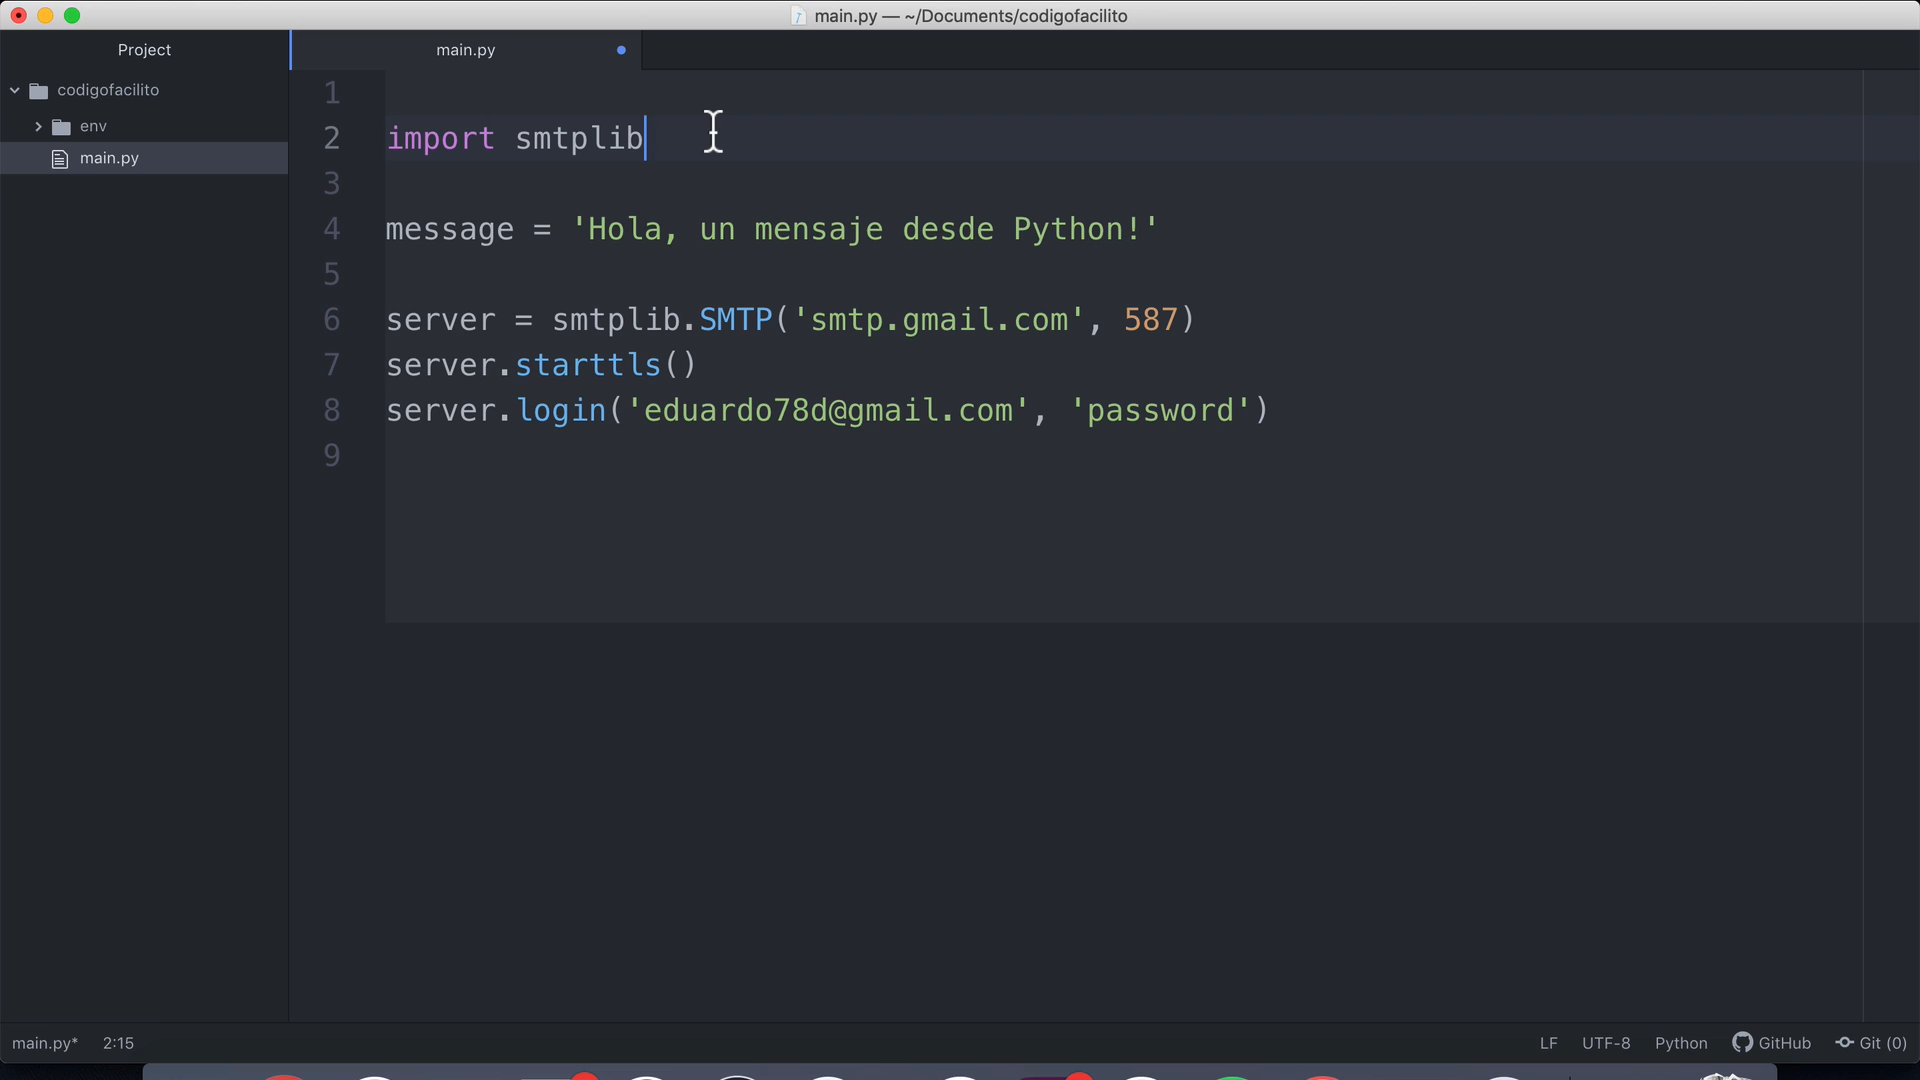 main.py — ~/Documents/codigofacilito
Project
main.py
codigofacilito
env
main.py
1
2 import smtplib
3
4 message = 'Hola, un mensaje desde Python!'
5
6 server = smtplib.SMTP('smtp.gmail.com', 587)
7 server.starttls()
8 server.login('eduardo78d@gmail.com', 'password')
9
main.py* 2:15 LF UTF-8 Python GitHub Git (0)